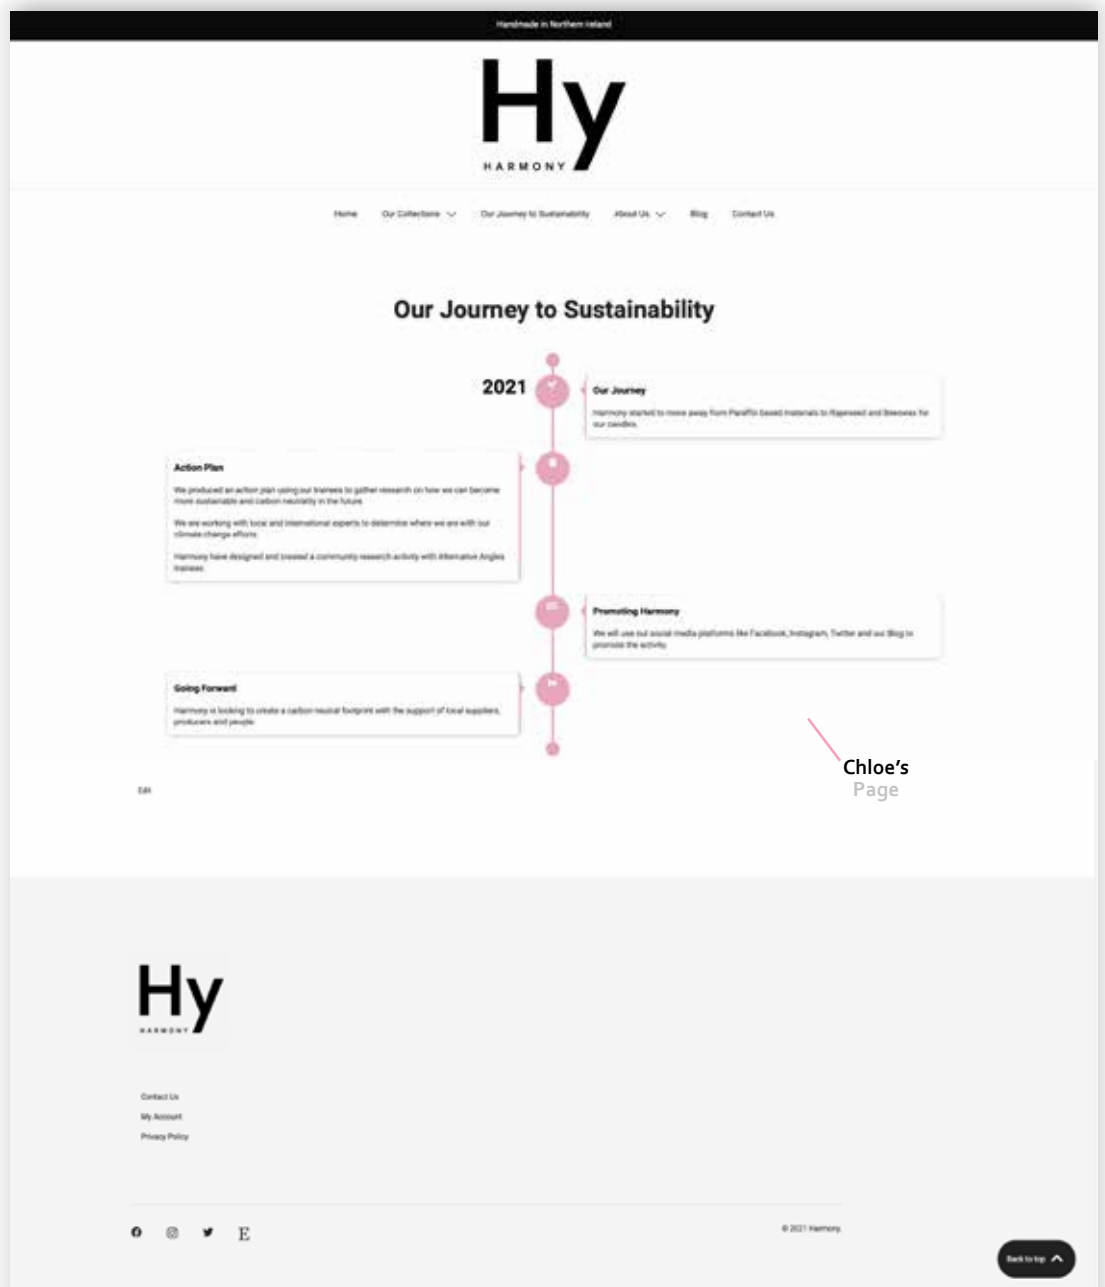 Handmade in Northern Ireland
Hy
HARMONY
Home Our Collections Our Journey to Sustainability About Us Blog Contact Us
Our Journey to Sustainability
2021
Our Journey
Harmony started to move away from Paraffin based materials to Rapeseed and Beeswax for
our candles.
Action Plan
We produced an action plan using our trainees to gather research on how we can become
more sustainable and carbon neutrality in the future.
We are working with local and international experts to determine where we are with our
climate change efforts.
Harmony have designed and created a community research activity with Alternative Angles
trainees.
Promoting Harmony
We will use out social media platforms like Facebook, Instagram, Twitter and our Blog to
promote the activity.
Going Forward
Harmony is looking to create a carbon neutral footprint with the support of local suppliers,
producers and people.
Chloe's
Page
Edit
Hy
HARMONY
Contact Us
My Account
Privacy Policy
E
© 2021 Harmony.
Back to top